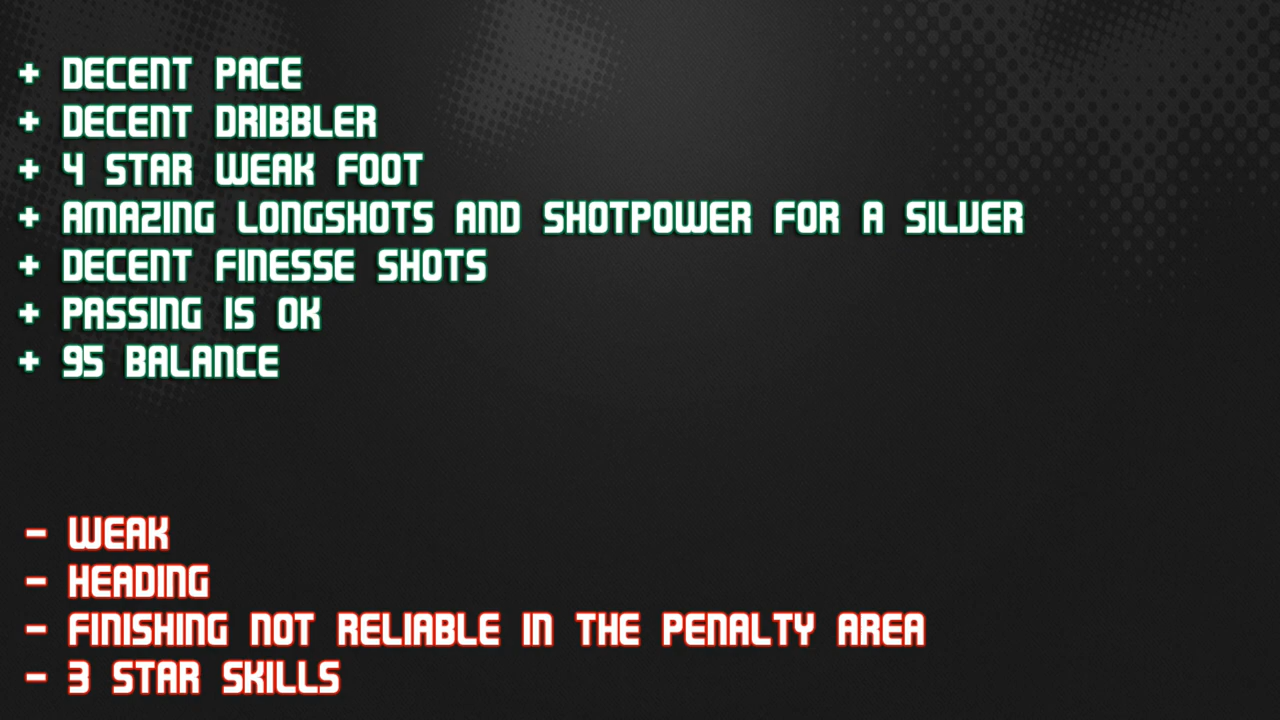 + DECENT PACE
+ DECENT DRIBBLER
+ 4 STAR WEAK FOOT
+ AMAZING LONGSHOTS AND SHOTPOWER FOR A SILVER
+ DECENT FINESSE SHOTS
+ PASSING IS OK
+ 95 BALANCE
- WEAK
- HEADING
- FINISHING NOT RELIABLE IN THE PENALTY AREA
- 3 STAR SKILLS